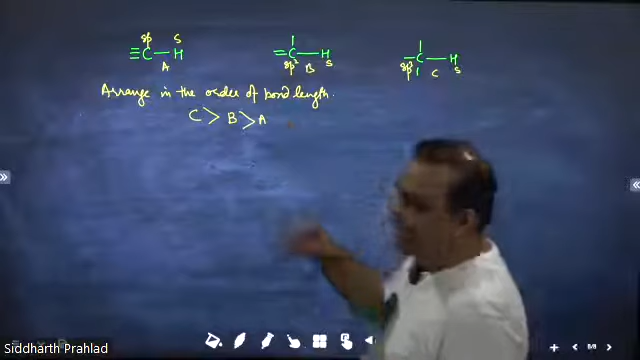 sp s sp² s sp³ s
≡C—H =C—H —C—H
A B C
Arrange in the order of bond length.
C > B > A
Siddharth Prahlad